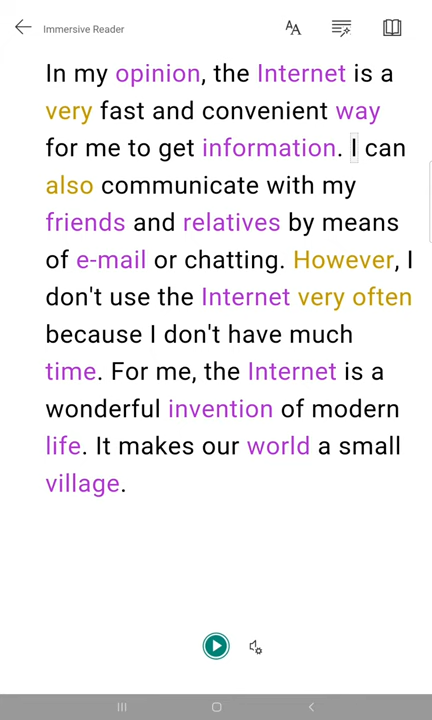 Immersive Reader
AA
In my opinion, the Internet is a
very fast and convenient way
for me to get information. I can
also communicate with my
friends and relatives by means
of e-mail or chatting. However, I
don't use the Internet very often
because I don't have much
time. For me, the Internet is a
wonderful invention of modern
life. It makes our world a small
village.